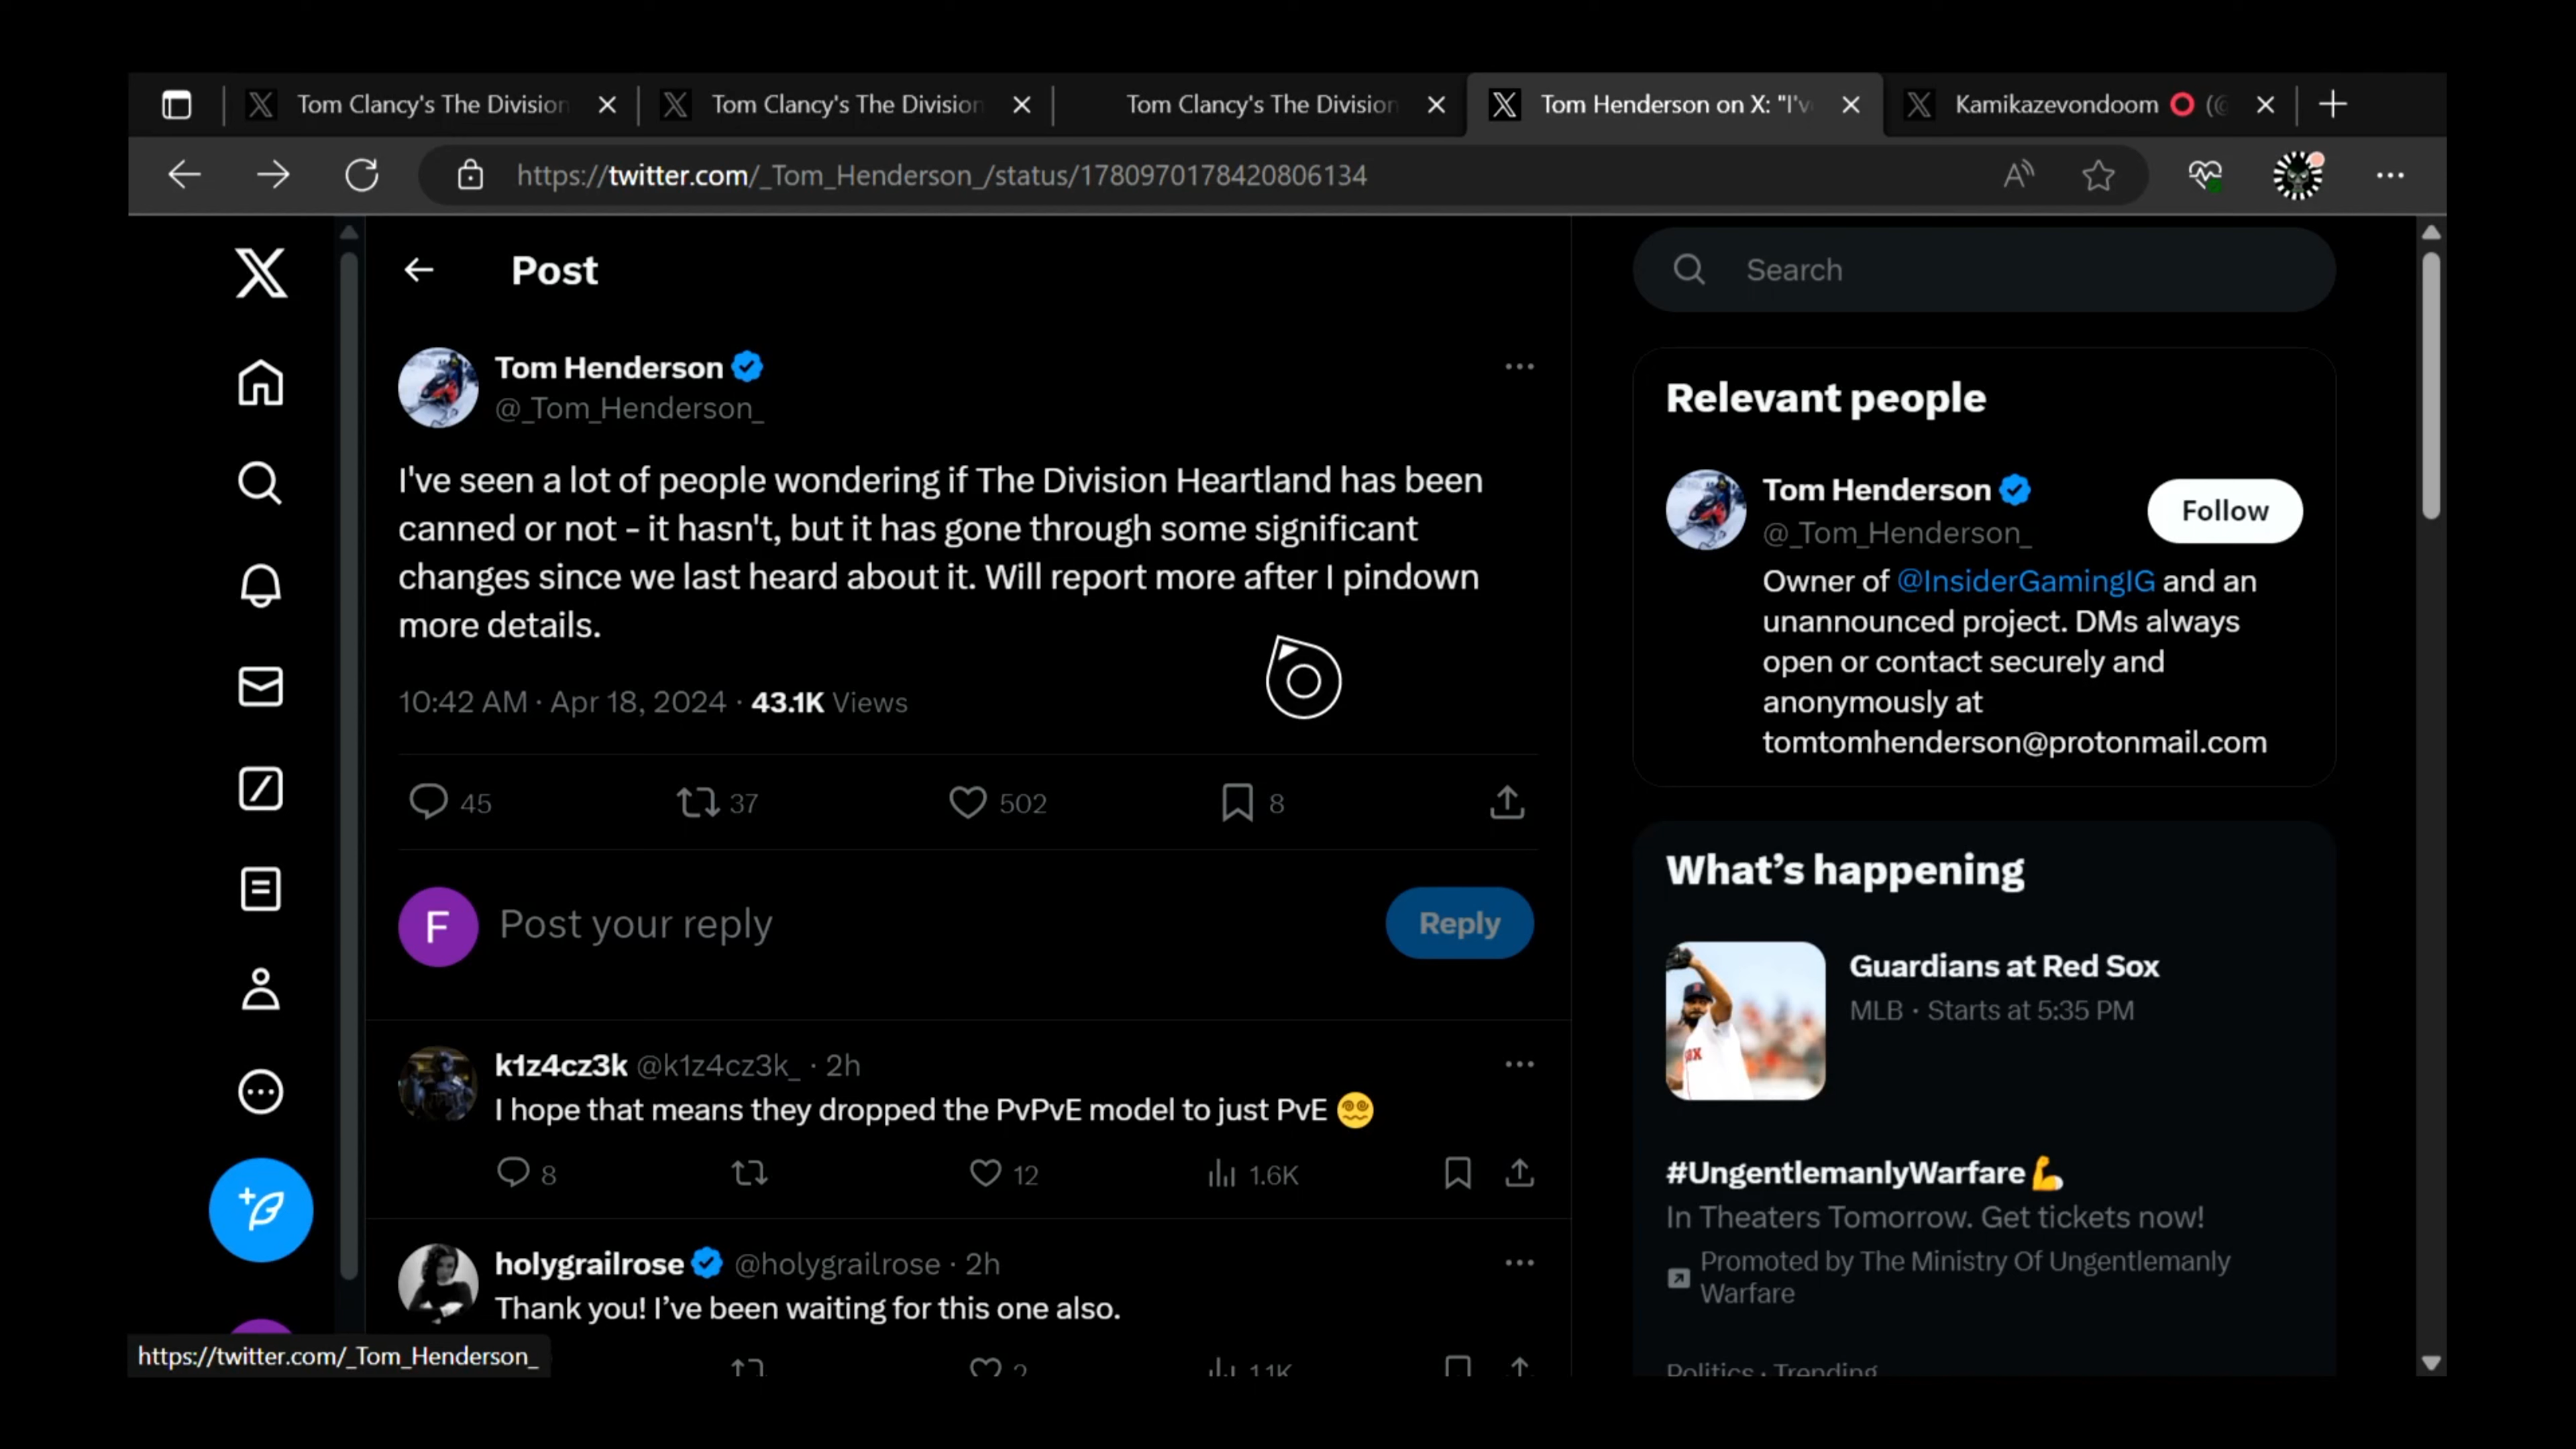 Tom Clancy's The Division
Tom Clancy's The Division
Tom Clancy's The Division
Tom Henderson on X: "I'v
Kamikazevondoom ⭕ (@
https://twitter.com/_Tom_Henderson_/status/1780970178420806134
Post
Tom Henderson
@_Tom_Henderson_
I've seen a lot of people wondering if The Division Heartland has been
canned or not - it hasn't, but it has gone through some significant
changes since we last heard about it. Will report more after I pindown
more details.
10:42 AM · Apr 18, 2024 · 43.1K Views
45 37 502 8
F Post your reply
Reply
k1z4cz3k @k1z4cz3k_ · 2h
I hope that means they dropped the PvPvE model to just PvE 😵‍💫
8 12 1.6K
holygrailrose @holygrailrose · 2h
Thank you! I've been waiting for this one also.
2 1.1K
https://twitter.com/_Tom_Henderson_
Search
Relevant people
Tom Henderson
@_Tom_Henderson_
Follow
Owner of @InsiderGamingIG and an
unannounced project. DMs always
open or contact securely and
anonymously at
tomtomhenderson@protonmail.com
What's happening
Guardians at Red Sox
MLB · Starts at 5:35 PM
#UngentlemanlyWarfare💪
In Theaters Tomorrow. Get tickets now!
Promoted by The Ministry Of Ungentlemanly
Warfare
Politics · Trending